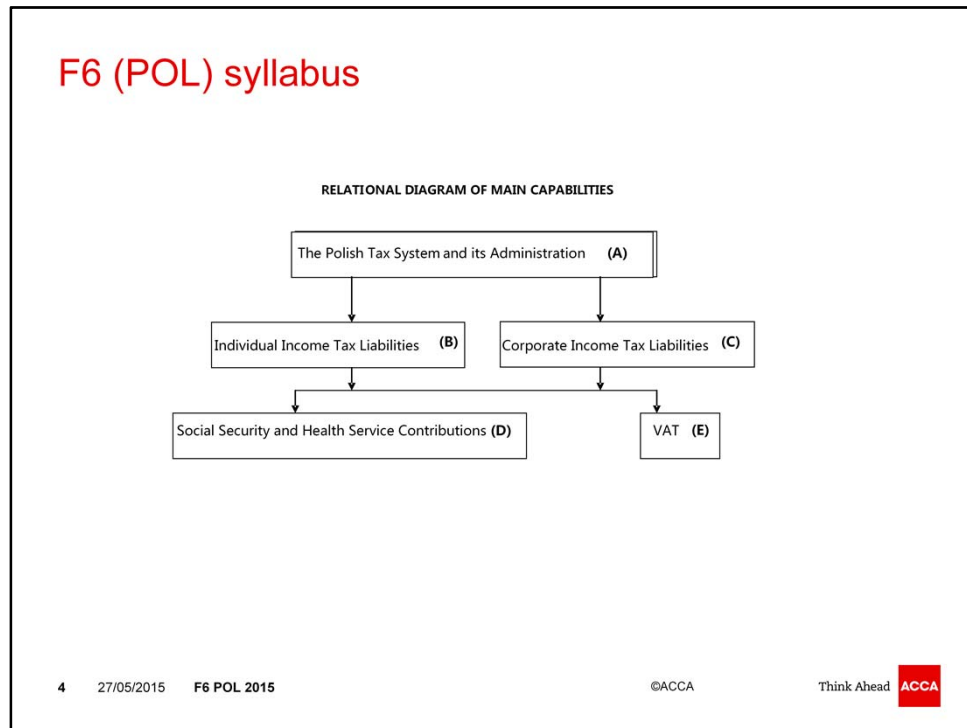 F6 (POL) syllabus
RELATIONAL DIAGRAM OF MAIN CAPABILITIES
The Polish Tax System and its Administration (A)
Individual Income Tax Liabilities (B)
Corporate Income Tax Liabilities (C)
Social Security and Health Service Contributions (D)
VAT (E)
4 27/05/2015 F6 POL 2015 ©ACCA Think Ahead ACCA